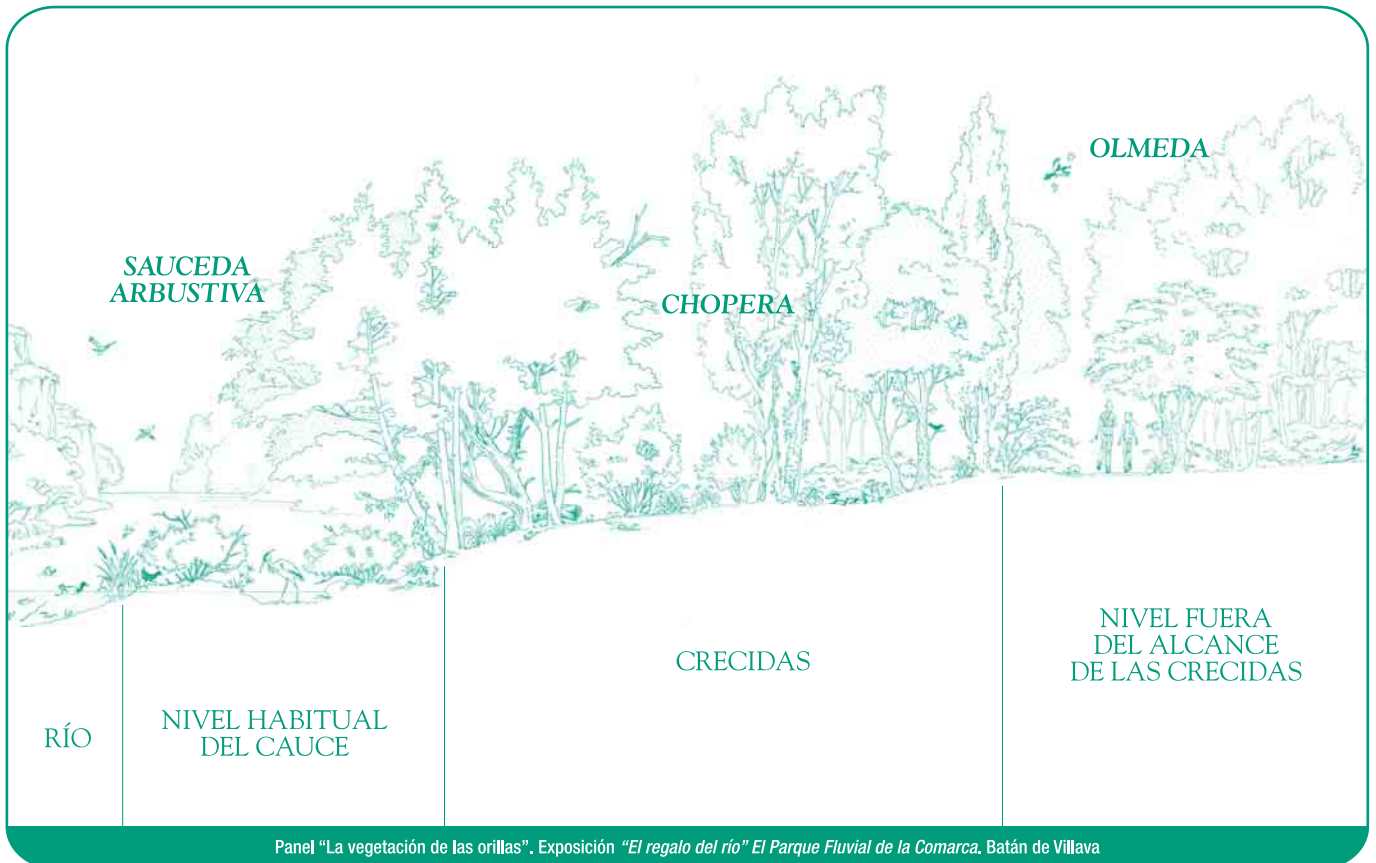 SAUCEDA
ARBUSTIVA
CHOPERA
OLMEDA
RÍO
NIVEL HABITUAL
DEL CAUCE
CRECIDAS
NIVEL FUERA
DEL ALCANCE
DE LAS CRECIDAS
Panel "La vegetación de las orillas". Exposición "El regalo del río" El Parque Fluvial de la Comarca. Batán de Villava